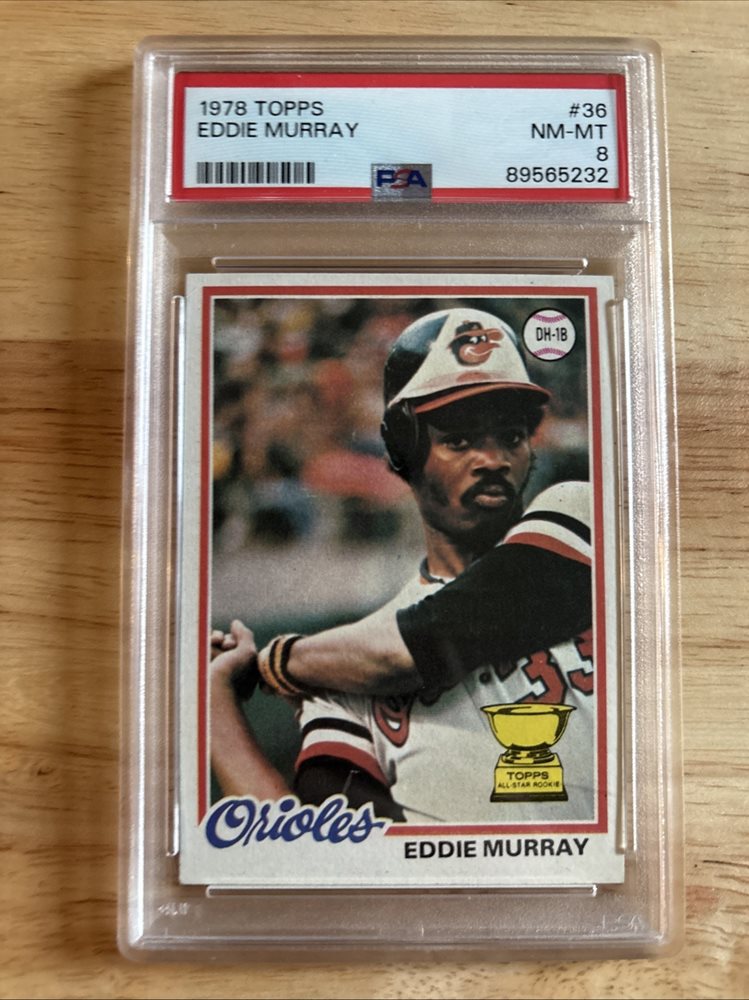 1978 TOPPS #36
EDDIE MURRAY NM-MT
8
PSA 89565232
DH-1B
33
TOPPS
ALL-STAR ROOKIE
Orioles
EDDIE MURRAY